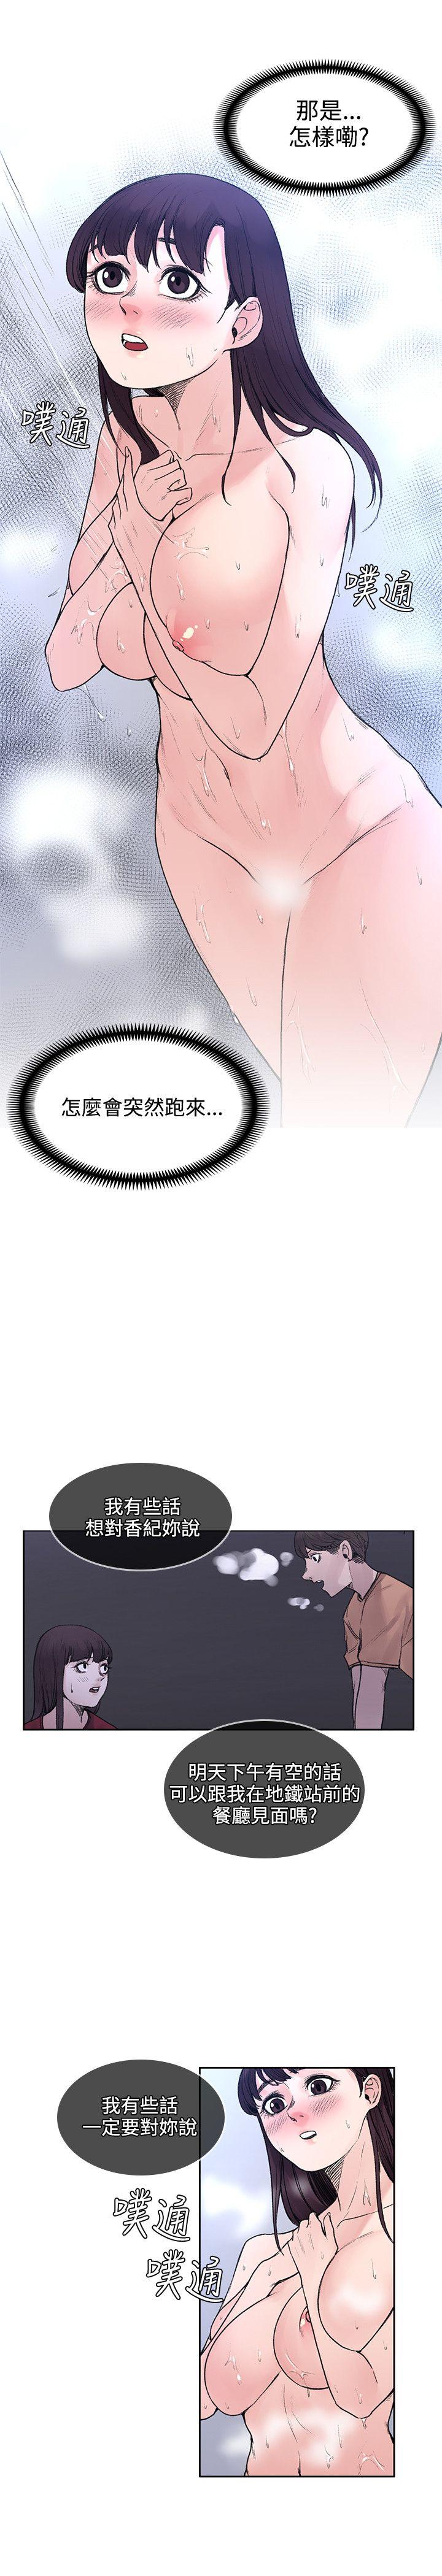 那是...
怎樣嘞?
噗通
噗通
怎麼會突然跑來...
我有些話
想對香紀妳說
明天下午有空的話
可以跟我在地鐵站前的
餐廳見面嗎?
我有些話
一定要對妳說
噗通
噗通